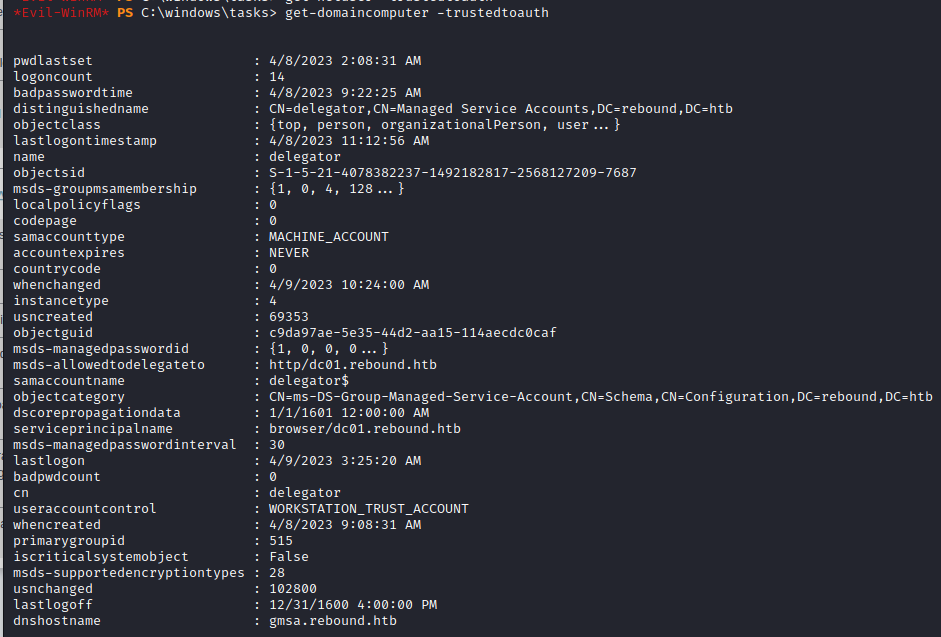 *Evil-WinRM* PS C:\windows\tasks> get-domaincomputer -trustedtoauth
pwdlastset : 4/8/2023 2:08:31 AM
logoncount : 14
badpasswordtime : 4/8/2023 9:22:25 AM
distinguishedname : CN=delegator,CN=Managed Service Accounts,DC=rebound,DC=htb
objectclass : {top, person, organizationalPerson, user...}
lastlogontimestamp : 4/8/2023 11:12:56 AM
name : delegator
objectsid : S-1-5-21-4078382237-1492182817-2568127209-7687
msds-groupmsamembership : {1, 0, 4, 128...}
localpolicyflags : 0
codepage : 0
samaccounttype : MACHINE_ACCOUNT
accountexpires : NEVER
countrycode : 0
whenchanged : 4/9/2023 10:24:00 AM
instancetype : 4
usncreated : 69353
objectguid : c9da97ae-5e35-44d2-aa15-114aecdc0caf
msds-managedpasswordid : {1, 0, 0, 0...}
msds-allowedtodelegateto : http/dc01.rebound.htb
samaccountname : delegator$
objectcategory : CN=ms-DS-Group-Managed-Service-Account,CN=Schema,CN=Configuration,DC=rebound,DC=htb
dscorepropagationdata : 1/1/1601 12:00:00 AM
serviceprincipalname : browser/dc01.rebound.htb
msds-managedpasswordinterval : 30
lastlogon : 4/9/2023 3:25:20 AM
badpwdcount : 0
cn : delegator
useraccountcontrol : WORKSTATION_TRUST_ACCOUNT
whencreated : 4/8/2023 9:08:31 AM
primarygroupid : 515
iscriticalsystemobject : False
msds-supportedencryptiontypes : 28
usnchanged : 102800
lastlogoff : 12/31/1600 4:00:00 PM
dnshostname : gmsa.rebound.htb